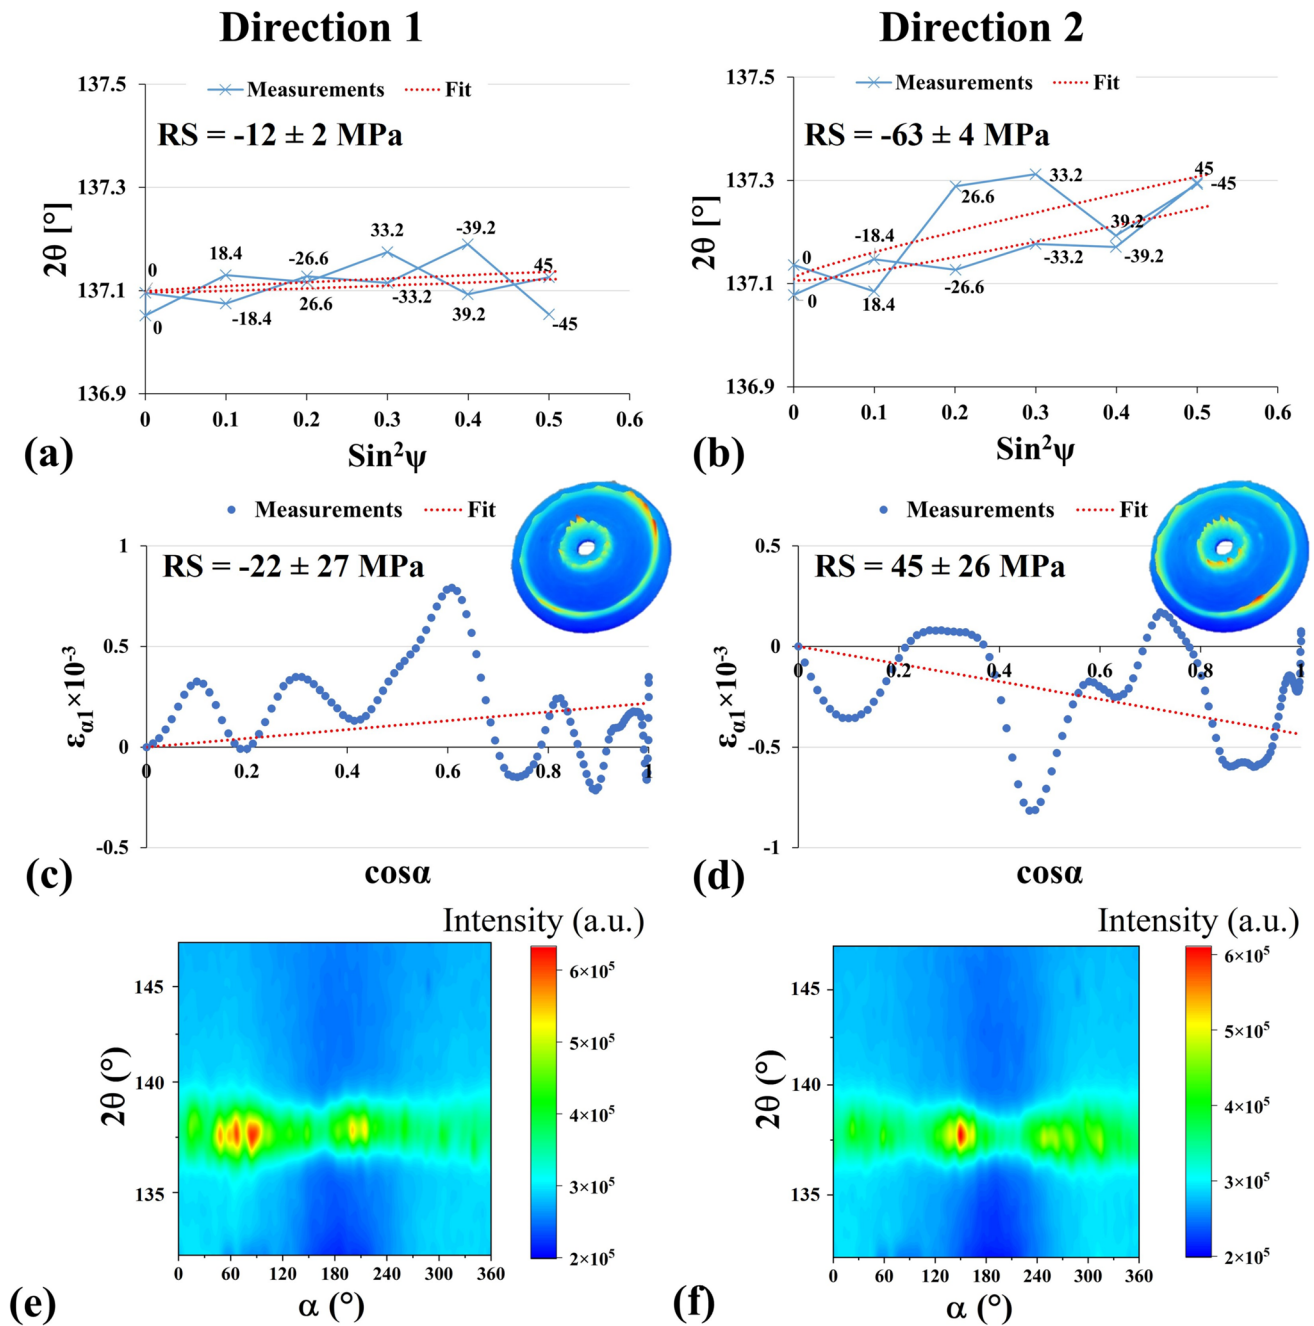 Direction 1
Direction 2
137.5
Measurements
Fit
RS = -12 ± 2 MPa
137.3
2θ [°]
137.1
136.9
0
18.4
-26.6
33.2
-39.2
45
0
-18.4
26.6
-33.2
39.2
-45
0
0.1
0.2
0.3
0.4
0.5
0.6
(a)
Sin²ψ
137.5
Measurements
Fit
RS = -63 ± 4 MPa
137.3
2θ [°]
137.1
136.9
0
-18.4
26.6
33.2
39.2
45
-45
0
18.4
-26.6
-33.2
-39.2
0
0.1
0.2
0.3
0.4
0.5
0.6
(b)
Sin²ψ
Measurements
Fit
1
RS = -22 ± 27 MPa
0.5
εα1×10⁻³
0
0
0.2
0.4
0.6
0.8
1
-0.5
(c)
cosα
Measurements
Fit
0.5
RS = 45 ± 26 MPa
0
εα1×10⁻³
0
0.2
0.4
0.6
0.8
1
-0.5
-1
(d)
cosα
Intensity (a.u.)
145
140
135
2θ (°)
6×10⁵
5×10⁵
4×10⁵
3×10⁵
2×10⁵
0
60
120
180
240
300
360
(e)
α (°)
Intensity (a.u.)
145
140
135
2θ (°)
6×10⁵
5×10⁵
4×10⁵
3×10⁵
2×10⁵
0
60
120
180
240
300
360
(f)
α (°)